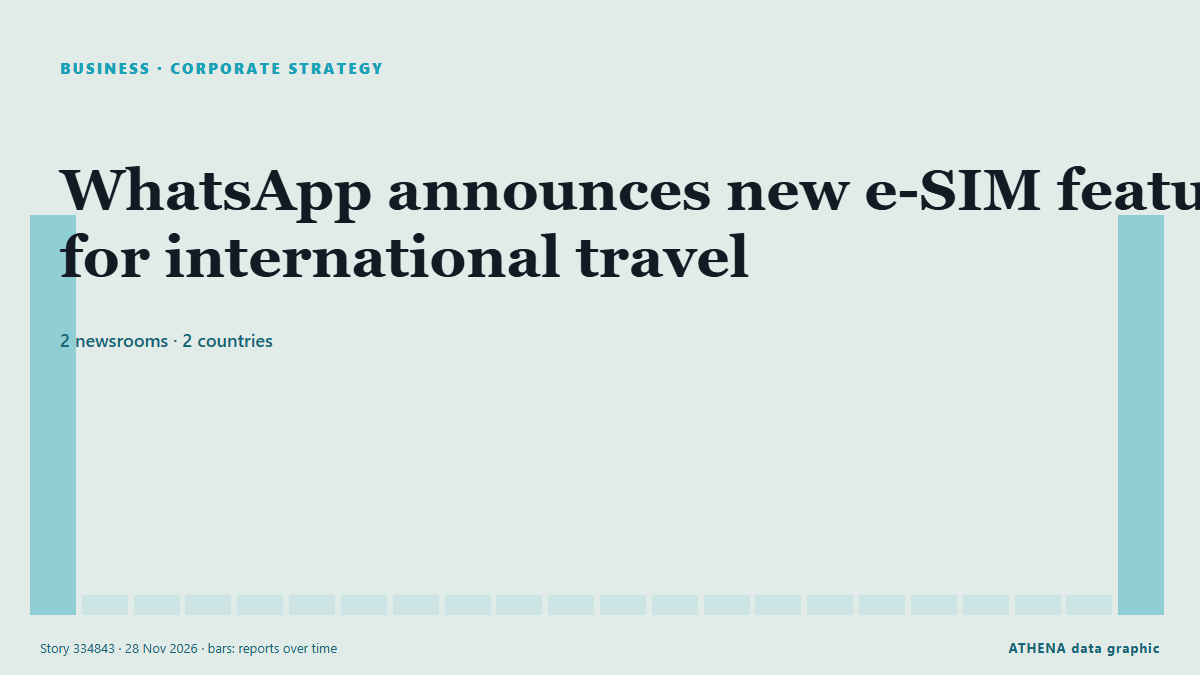 BUSINESS · CORPORATE STRATEGY
WhatsApp announces new e-SIM featu
for international travel
2 newsrooms · 2 countries
Story 334843 · 28 Nov 2026 · bars: reports over time
ATHENA data graphic